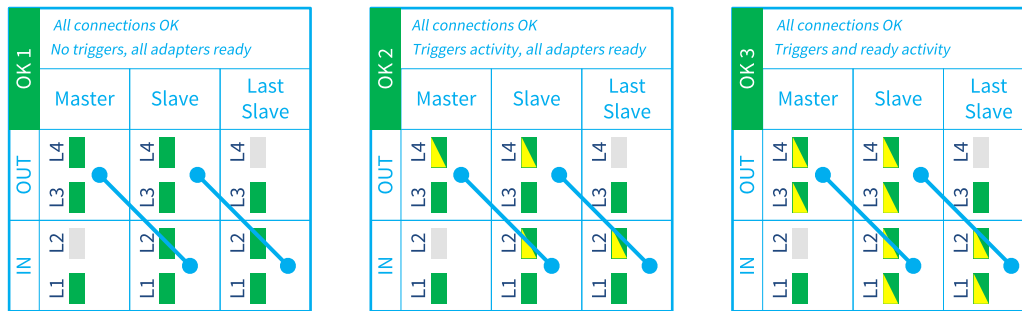 OK 1
All connections OK
No triggers, all adapters ready
Master
Slave
Last
Slave
OUT
L4
L4
L4
L3
L3
L3
IN
L2
L2
L2
L1
L1
L1
OK 2
All connections OK
Triggers activity, all adapters ready
Master
Slave
Last
Slave
OUT
L4
L4
L4
L3
L3
L3
IN
L2
L2
L2
L1
L1
L1
OK 3
All connections OK
Triggers and ready activity
Master
Slave
Last
Slave
OUT
L4
L4
L4
L3
L3
L3
IN
L2
L2
L2
L1
L1
L1